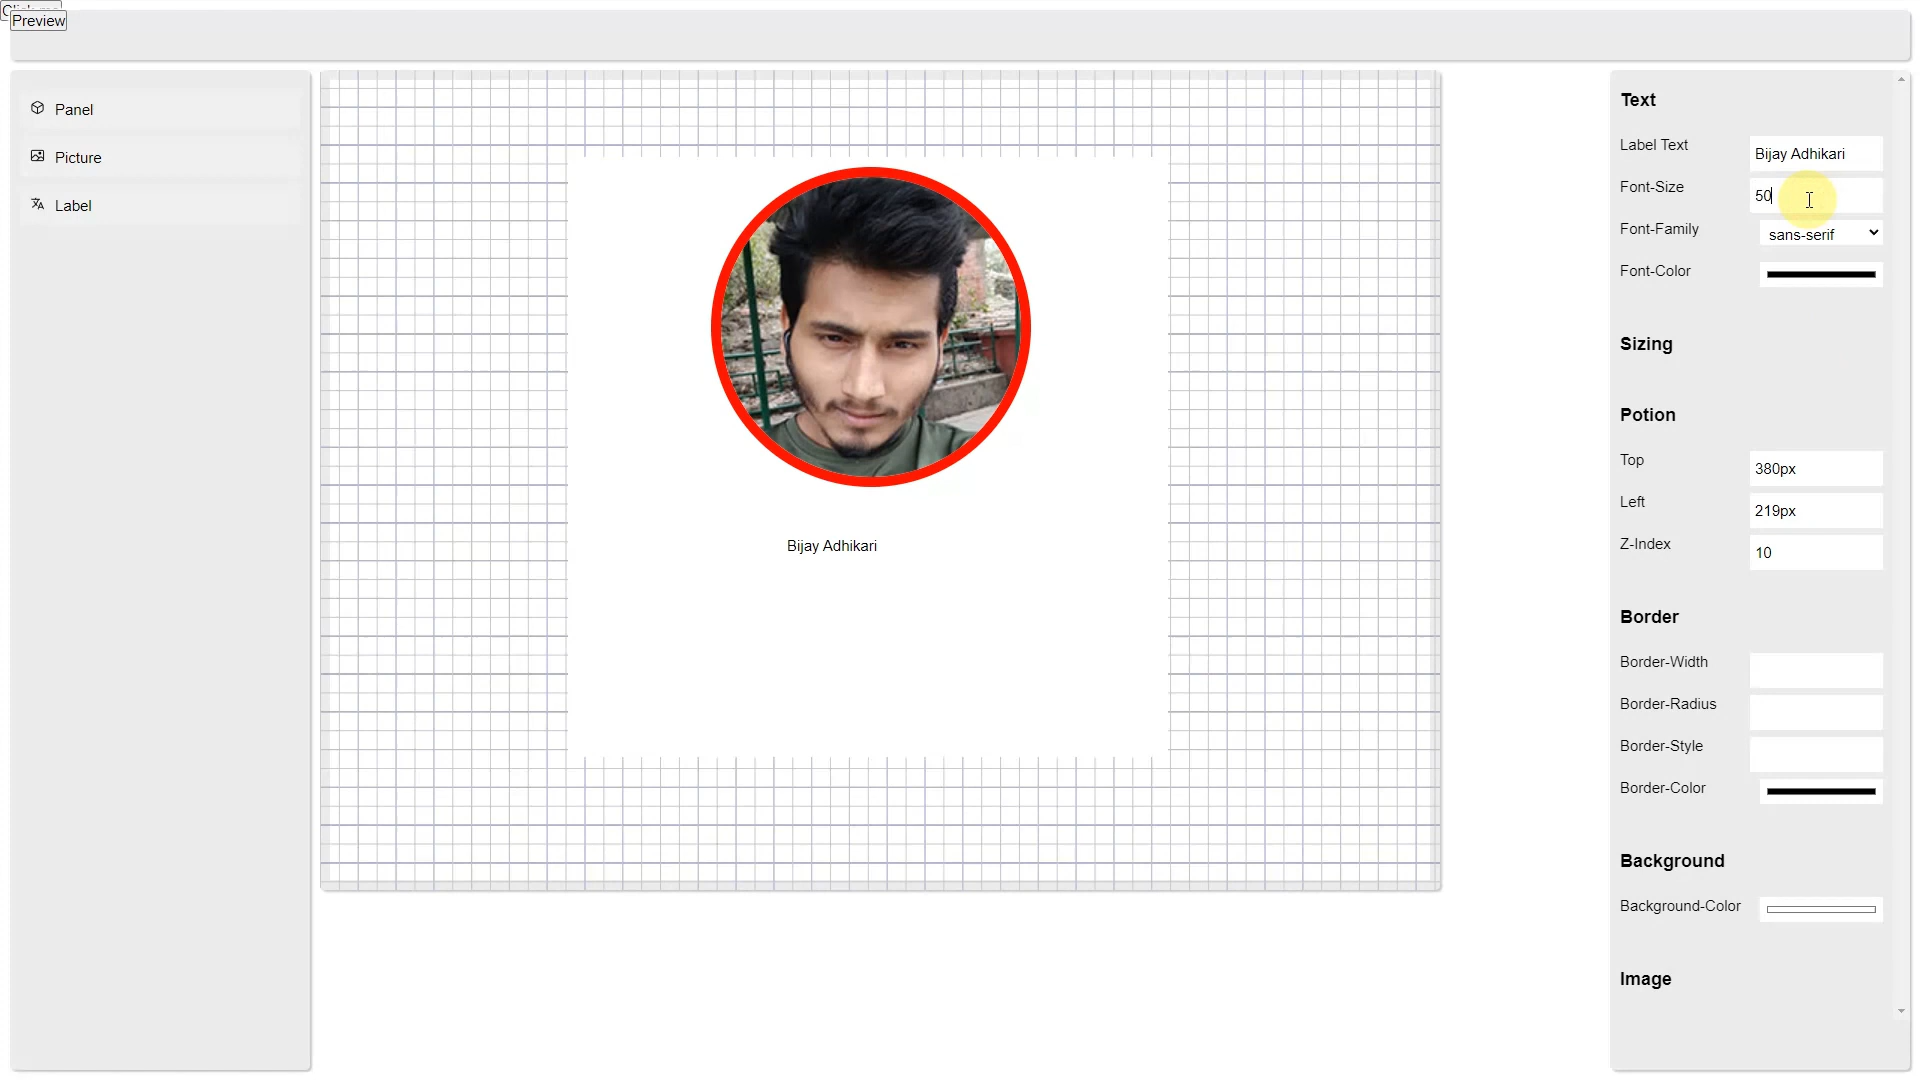 Preview
Panel
Picture
Label
Bijay Adhikari
Text
Label Text
Bijay Adhikari
Font-Size
50
Font-Family
sans-serif
Font-Color
Sizing
Potion
Top
380px
Left
219px
Z-Index
10
Border
Border-Width
Border-Radius
Border-Style
Border-Color
Background
Background-Color
Image